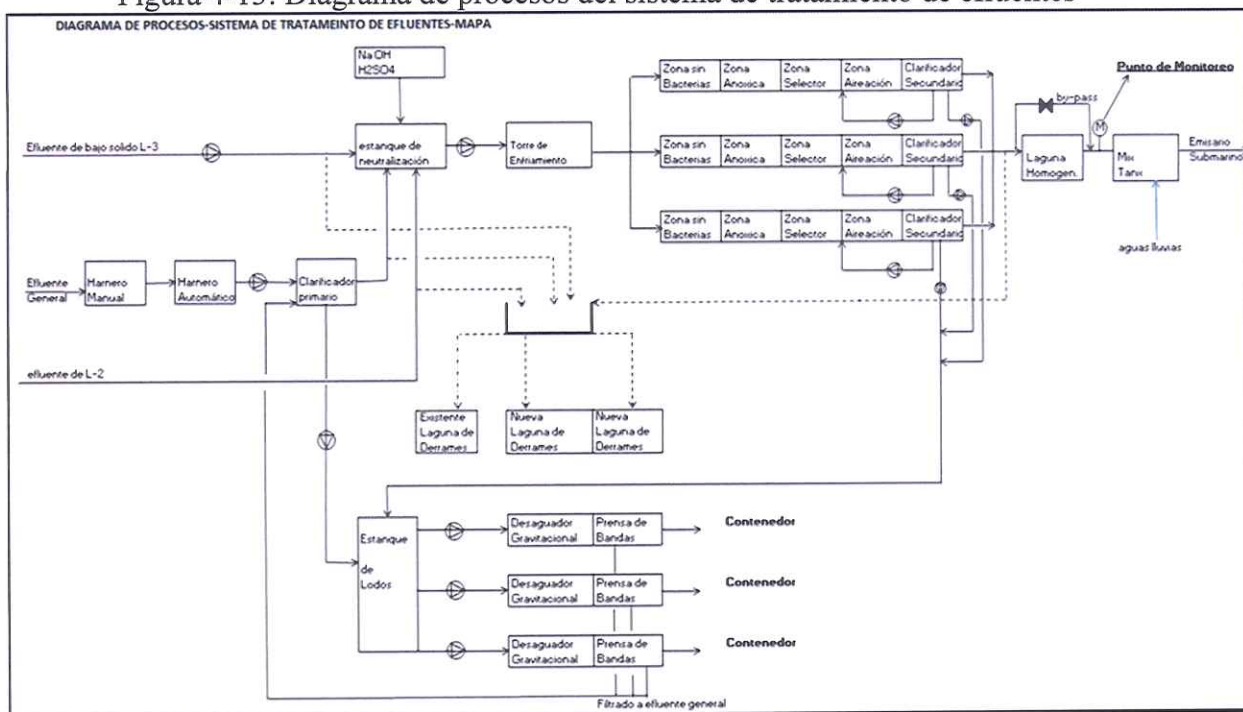 Figura 4-15: Diagrama de procesos del sistema de tratamiento de efluentes
DIAGRAMA DE PROCESOS-SISTEMA DE TRATAMEINTO DE EFLUENTES-MAPA
NaOH
H2SO4
Zona sin
Bacterias
Zona
Anoxica
Zona
Selector
Zona
Aireación
Clarificador
Secundario
Punto de Monitoreo
by-pass
M
Efluente de bajo solido L-3
estanque de
neutralización
Torre de
Enfriamiento
Zona sin
Bacterias
Zona
Anoxica
Zona
Selector
Zona
Aireación
Clarificador
Secundario
Laguna
Homogen.
Mix
Tank
Emisario
Submarino
Zona sin
Bacterias
Zona
Anoxica
Zona
Selector
Zona
Aireación
Clarificador
Secundario
aguas lluvias
Efluente
General
Harnero
Manual
Harnero
Automático
Clarificador
primario
efluente de L-2
Existente
Laguna de
Derrames
Nueva
Laguna de
Derrames
Nueva
Laguna de
Derrames
Estanque
de
Lodos
Desaguador
Gravitacional
Prensa de
Bandas
Contenedor
Desaguador
Gravitacional
Prensa de
Bandas
Contenedor
Desaguador
Gravitacional
Prensa de
Bandas
Contenedor
Filtrado a efluente general